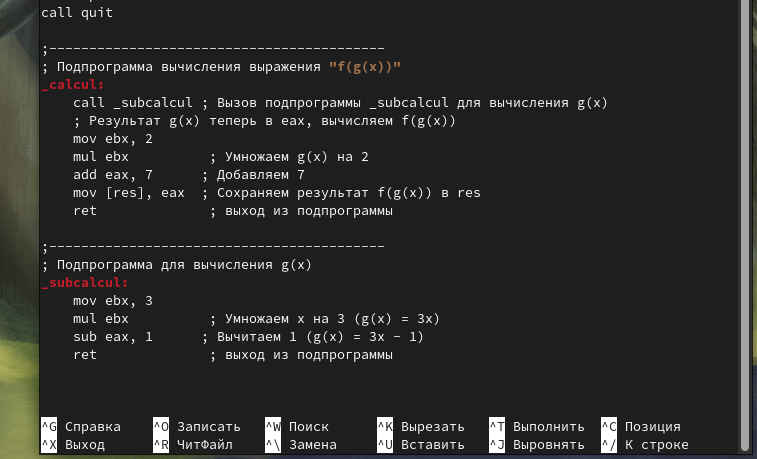 call quit
;------------------------------------------
; Подпрограмма вычисления выражения "f(g(x))"
_calcul:
    call _subcalcul ; Вызов подпрограммы _subcalcul для вычисления g(x)
    ; Результат g(x) теперь в eax, вычисляем f(g(x))
    mov ebx, 2
    mul ebx          ; Умножаем g(x) на 2
    add eax, 7      ; Добавляем 7
    mov [res], eax  ; Сохраняем результат f(g(x)) в res
    ret              ; выход из подпрограммы
;------------------------------------------
; Подпрограмма для вычисления g(x)
_subcalcul:
    mov ebx, 3
    mul ebx          ; Умножаем x на 3 (g(x) = 3x)
    sub eax, 1      ; Вычитаем 1 (g(x) = 3x - 1)
    ret              ; выход из подпрограммы
^G Справка    ^O Записать   ^W Поиск      ^K Вырезать   ^T Выполнить  ^C Позиция
^X Выход      ^R ЧитФайл    ^\ Замена     ^U Вставить   ^J Выровнять  ^/ К строке